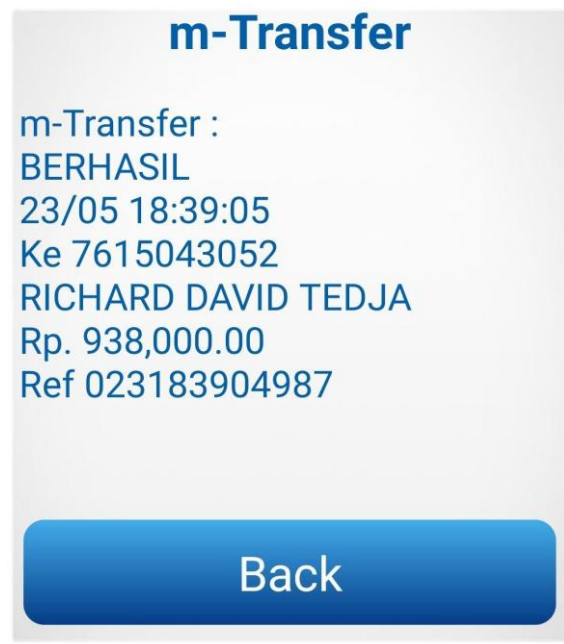 m-Transfer
m-Transfer :
BERHASIL
23/05 18:39:05
Ke 7615043052
RICHARD DAVID TEDJA
Rp. 938,000.00
Ref 023183904987
Back